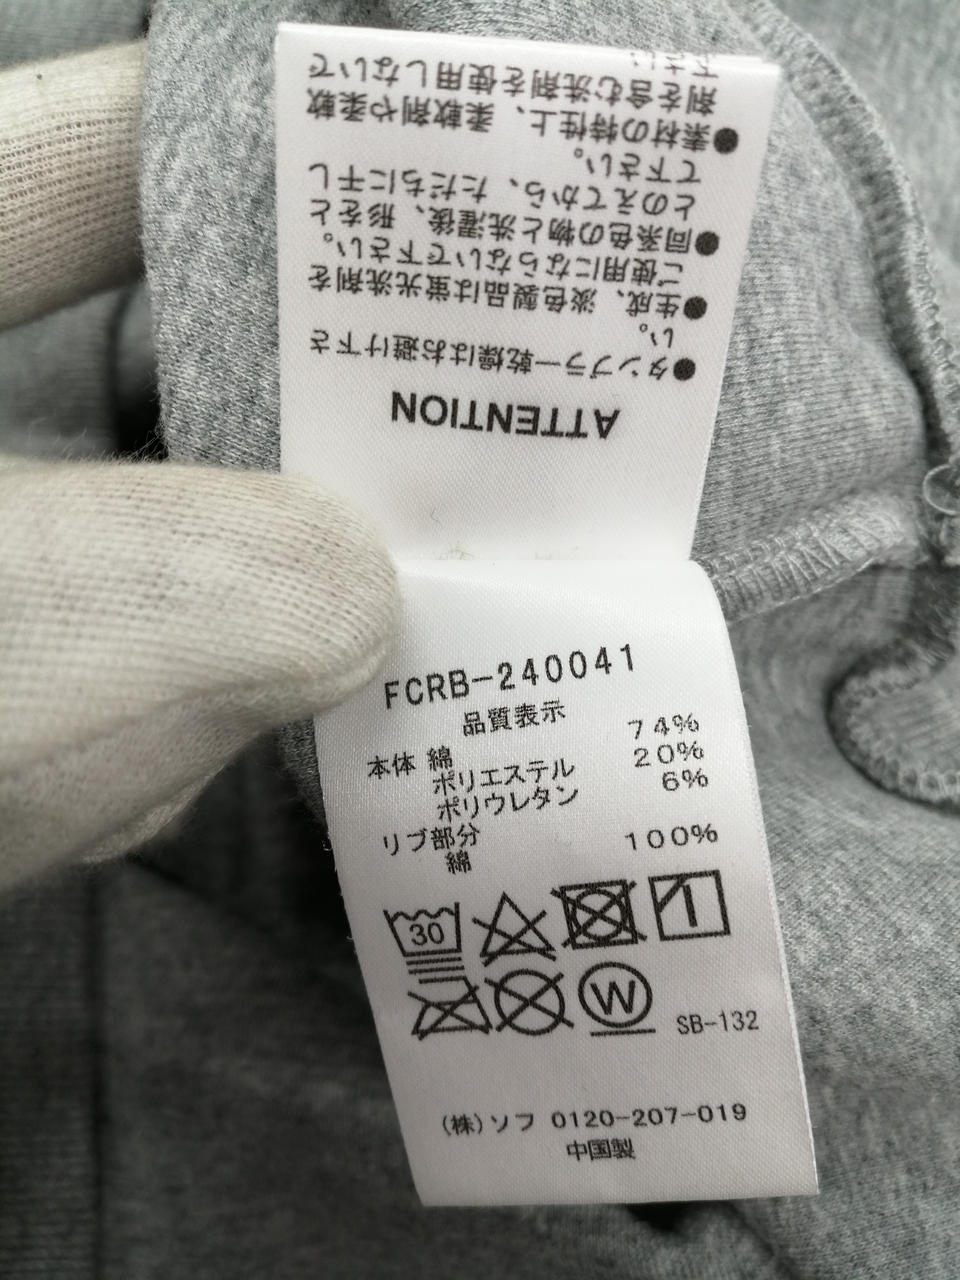 ATTENTION
●タンブラー乾燥はお避け下さ
い。
●生成、淡色製品は蛍光洗剤を
ご使用にならないで下さい。
●同系色の物と洗濯後、形をと
とのえてから、ただちに干し
て下さい。
●素材の特性上、柔軟剤や柔軟
剤を含む洗剤を使用しないで
下さい。
FCRB-240041
品質表示
本体 綿 74%
ポリエステル 20%
ポリウレタン 6%
リブ部分
綿 100%
30
W
SB-132
(株)ソフ 0120-207-019
中国製